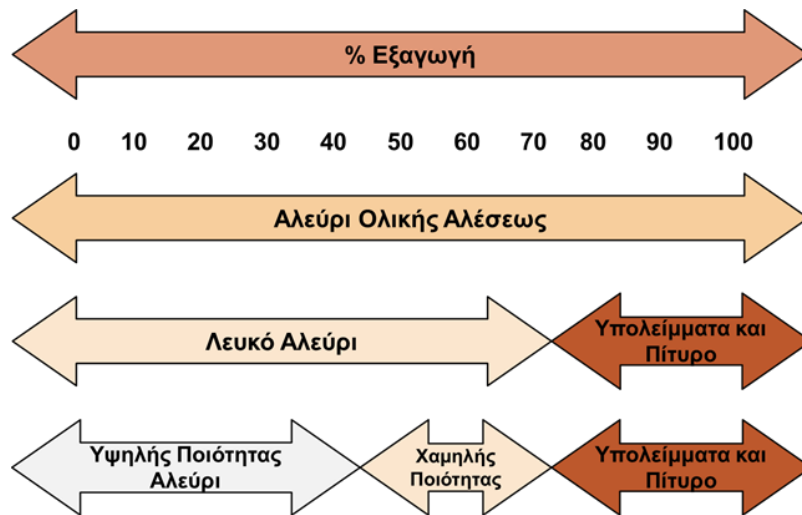 % Εξαγωγή
0 10 20 30 40 50 60 70 80 90 100
Αλεύρι Ολικής Αλέσεως
Λευκό Αλεύρι
Υπολείμματα και
Πίτυρο
Υψηλής Ποιότητας
Αλεύρι
Χαμηλής
Ποιότητας
Υπολείμματα και
Πίτυρο